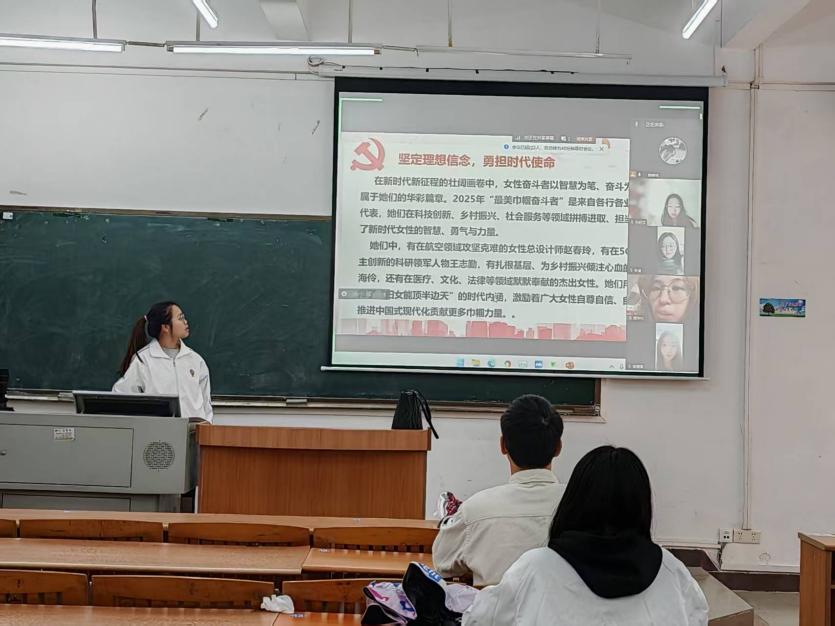 坚定理想信念，勇担时代使命
在新时代新征程的壮阔画卷中，女性奋斗者以智慧为笔、奋斗为
属于她们的华彩篇章。2025年“最美巾帼奋斗者”是来自各行各业
代表，她们在科技创新、乡村振兴、社会服务等领域拼搏进取、担当
了新时代女性的智慧、勇气与力量。
她们中，有在航空领域攻坚克难的女性总设计师赵春玲，有在5G
主创新的科研领军人物王志勤，有扎根基层、为乡村振兴倾注心血的
海伶，还有在医疗、文化、法律等领域默默奉献的杰出女性。她们用
妇女能顶半边天”的时代内涵，激励着广大女性自尊自信、自
推进中国式现代化贡献更多巾帼力量。